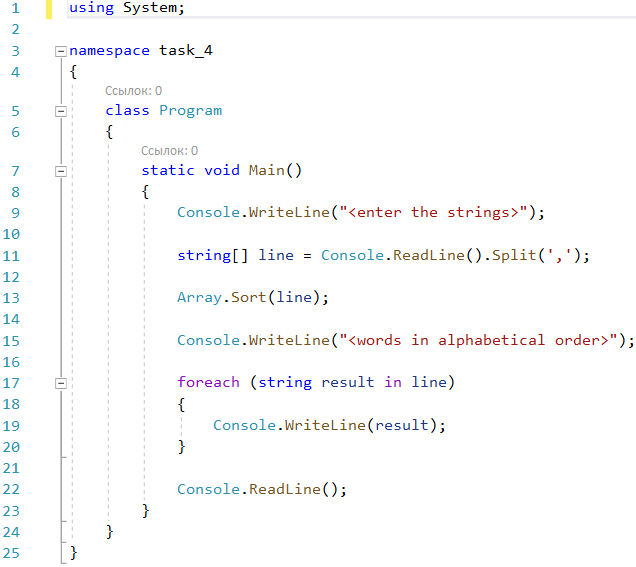 1 using System;
2
3 namespace task_4
4 {
Ссылок: 0
5 class Program
6 {
Ссылок: 0
7 static void Main()
8 {
9 Console.WriteLine("<enter the strings>");
10
11 string[] line = Console.ReadLine().Split(',');
12
13 Array.Sort(line);
14
15 Console.WriteLine("<words in alphabetical order>");
16
17 foreach (string result in line)
18 {
19 Console.WriteLine(result);
20 }
21
22 Console.ReadLine();
23 }
24 }
25 }